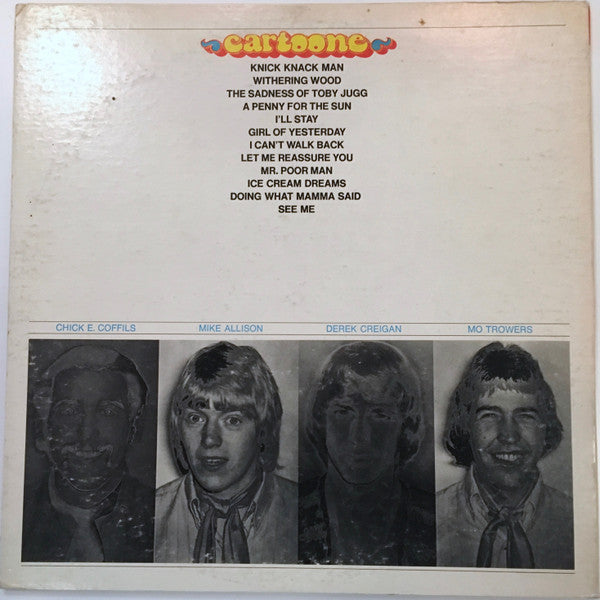 cartoone
KNICK KNACK MAN
WITHERING WOOD
THE SADNESS OF TOBY JUGG
A PENNY FOR THE SUN
I'LL STAY
GIRL OF YESTERDAY
I CAN'T WALK BACK
LET ME REASSURE YOU
MR. POOR MAN
ICE CREAM DREAMS
DOING WHAT MAMMA SAID
SEE ME
CHICK E. COFFILS MIKE ALLISON DEREK CREIGAN MO TROWERS